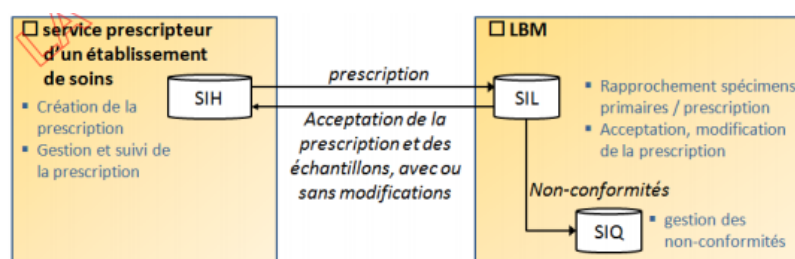 ☐ service prescripteur
d'un établissement
de soins
▪ Création de la
prescription
▪ Gestion et suivi de
la prescription
SIH
prescription
Acceptation de la
prescription et des
échantillons, avec ou
sans modifications
☐ LBM
SIL
▪ Rapprochement spécimens
primaires / prescription
▪ Acceptation, modification
de la prescription
Non-conformités
SIQ
▪ gestion des
non-conformités